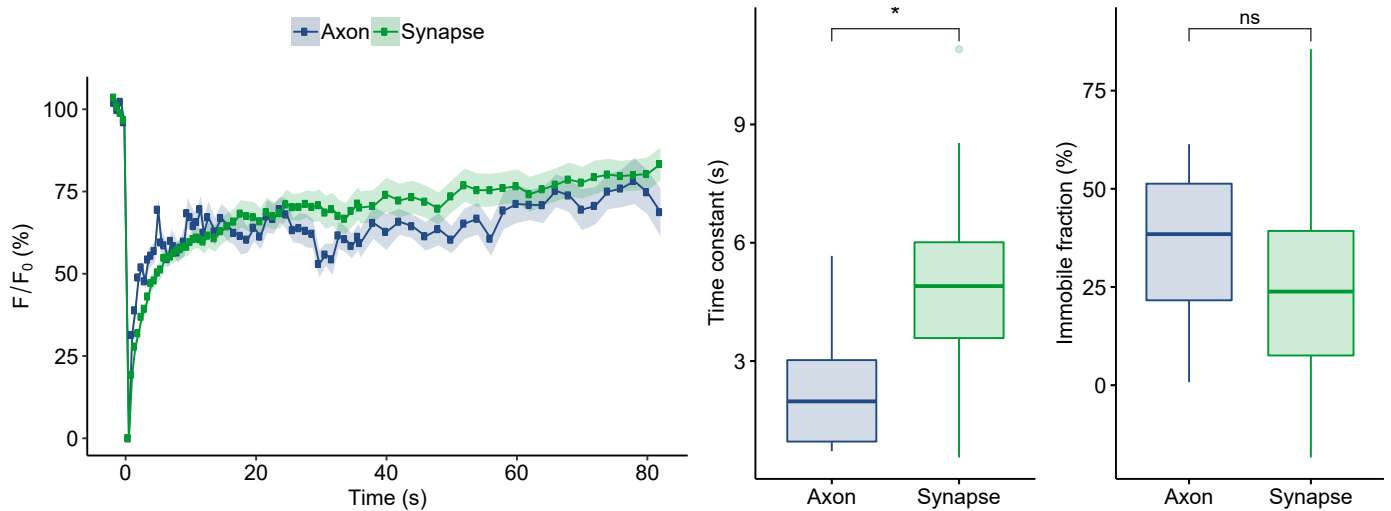 Axon Synapse
F / F0 (%)
100
75
50
25
0
0 20 40 60 80
Time (s)
*
Time constant (s)
9
6
3
Axon Synapse
ns
Immobile fraction (%)
75
50
25
0
Axon Synapse